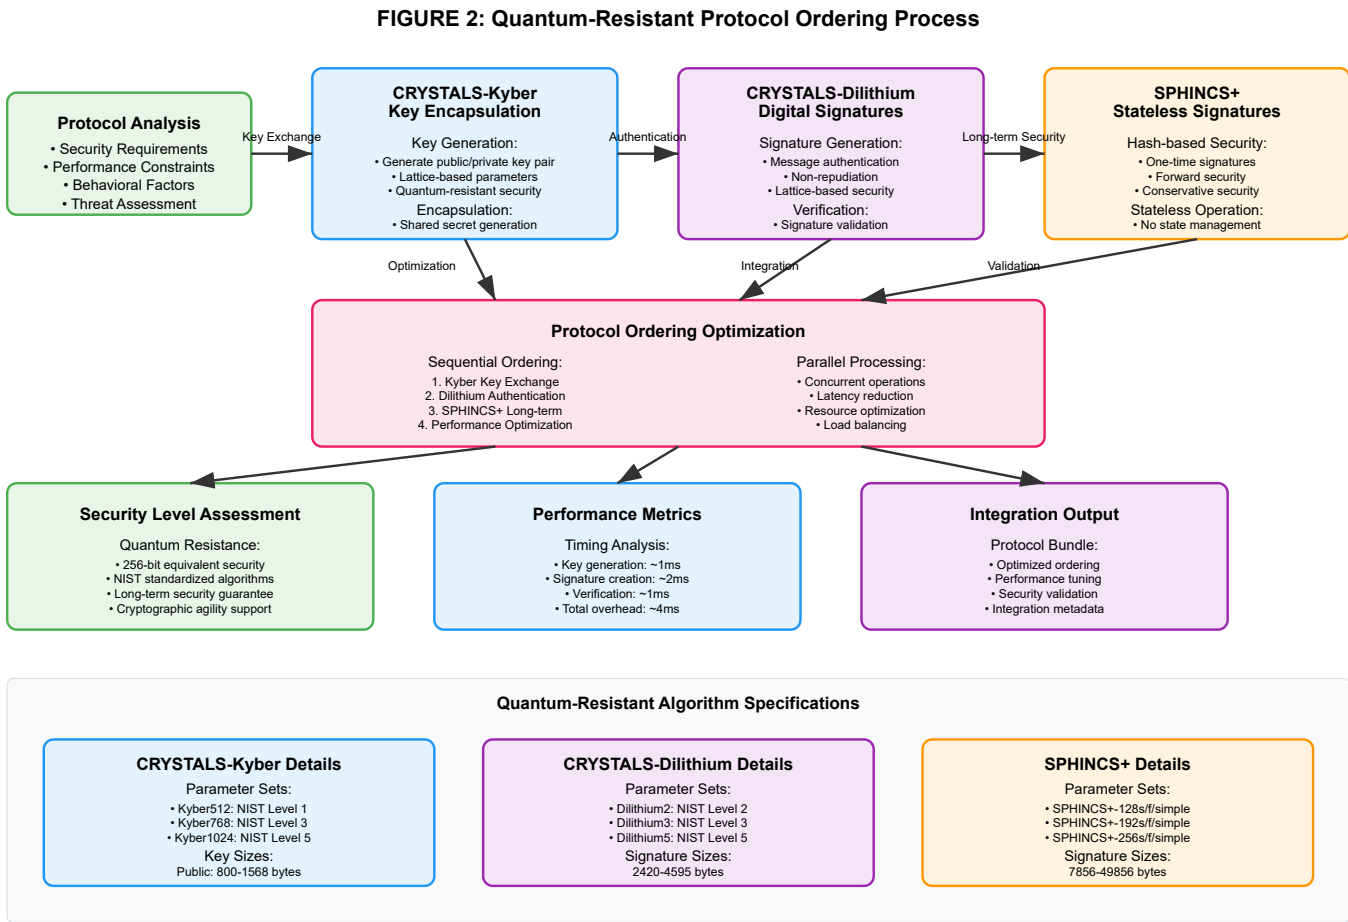 FIGURE 2: Quantum-Resistant Protocol Ordering Process
Protocol Analysis
• Security Requirements
• Performance Constraints
• Behavioral Factors
• Threat Assessment
Key Exchange
CRYSTALS-Kyber
Key Encapsulation
Key Generation:
• Generate public/private key pair
• Lattice-based parameters
• Quantum-resistant security
Encapsulation:
• Shared secret generation
Authentication
CRYSTALS-Dilithium
Digital Signatures
Signature Generation:
• Message authentication
• Non-repudiation
• Lattice-based security
Verification:
• Signature validation
Long-term Security
SPHINCS+
Stateless Signatures
Hash-based Security:
• One-time signatures
• Forward security
• Conservative security
Stateless Operation:
• No state management
Optimization
Integration
Validation
Protocol Ordering Optimization
Sequential Ordering:
1. Kyber Key Exchange
2. Dilithium Authentication
3. SPHINCS+ Long-term
4. Performance Optimization
Parallel Processing:
• Concurrent operations
• Latency reduction
• Resource optimization
• Load balancing
Security Level Assessment
Quantum Resistance:
• 256-bit equivalent security
• NIST standardized algorithms
• Long-term security guarantee
• Cryptographic agility support
Performance Metrics
Timing Analysis:
• Key generation: ~1ms
• Signature creation: ~2ms
• Verification: ~1ms
• Total overhead: ~4ms
Integration Output
Protocol Bundle:
• Optimized ordering
• Performance tuning
• Security validation
• Integration metadata
Quantum-Resistant Algorithm Specifications
CRYSTALS-Kyber Details
Parameter Sets:
• Kyber512: NIST Level 1
• Kyber768: NIST Level 3
• Kyber1024: NIST Level 5
Key Sizes:
Public: 800-1568 bytes
CRYSTALS-Dilithium Details
Parameter Sets:
• Dilithium2: NIST Level 2
• Dilithium3: NIST Level 3
• Dilithium5: NIST Level 5
Signature Sizes:
2420-4595 bytes
SPHINCS+ Details
Parameter Sets:
• SPHINCS+-128s/f/simple
• SPHINCS+-192s/f/simple
• SPHINCS+-256s/f/simple
Signature Sizes:
7856-49856 bytes